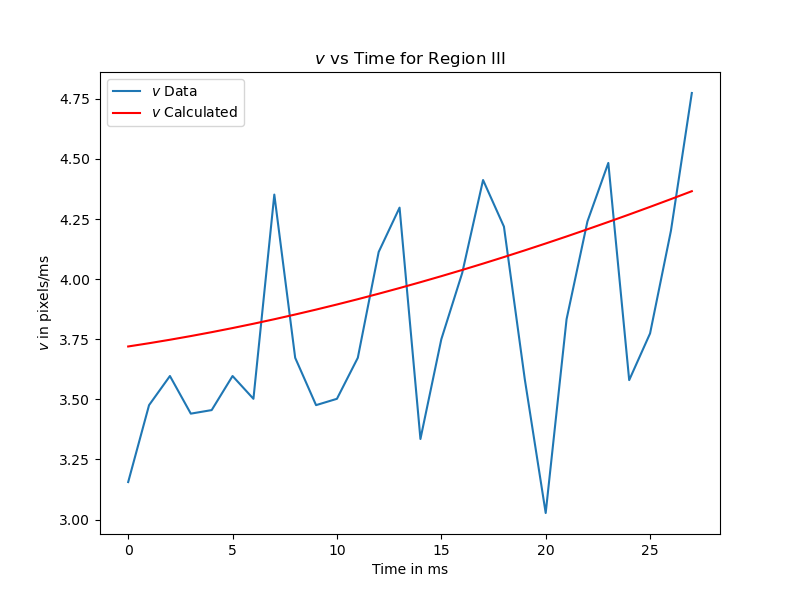 v vs Time for Region III
v Data
v Calculated
4.75
4.50
4.25
4.00
3.75
3.50
3.25
3.00
v in pixels/ms
0 5 10 15 20 25
Time in ms